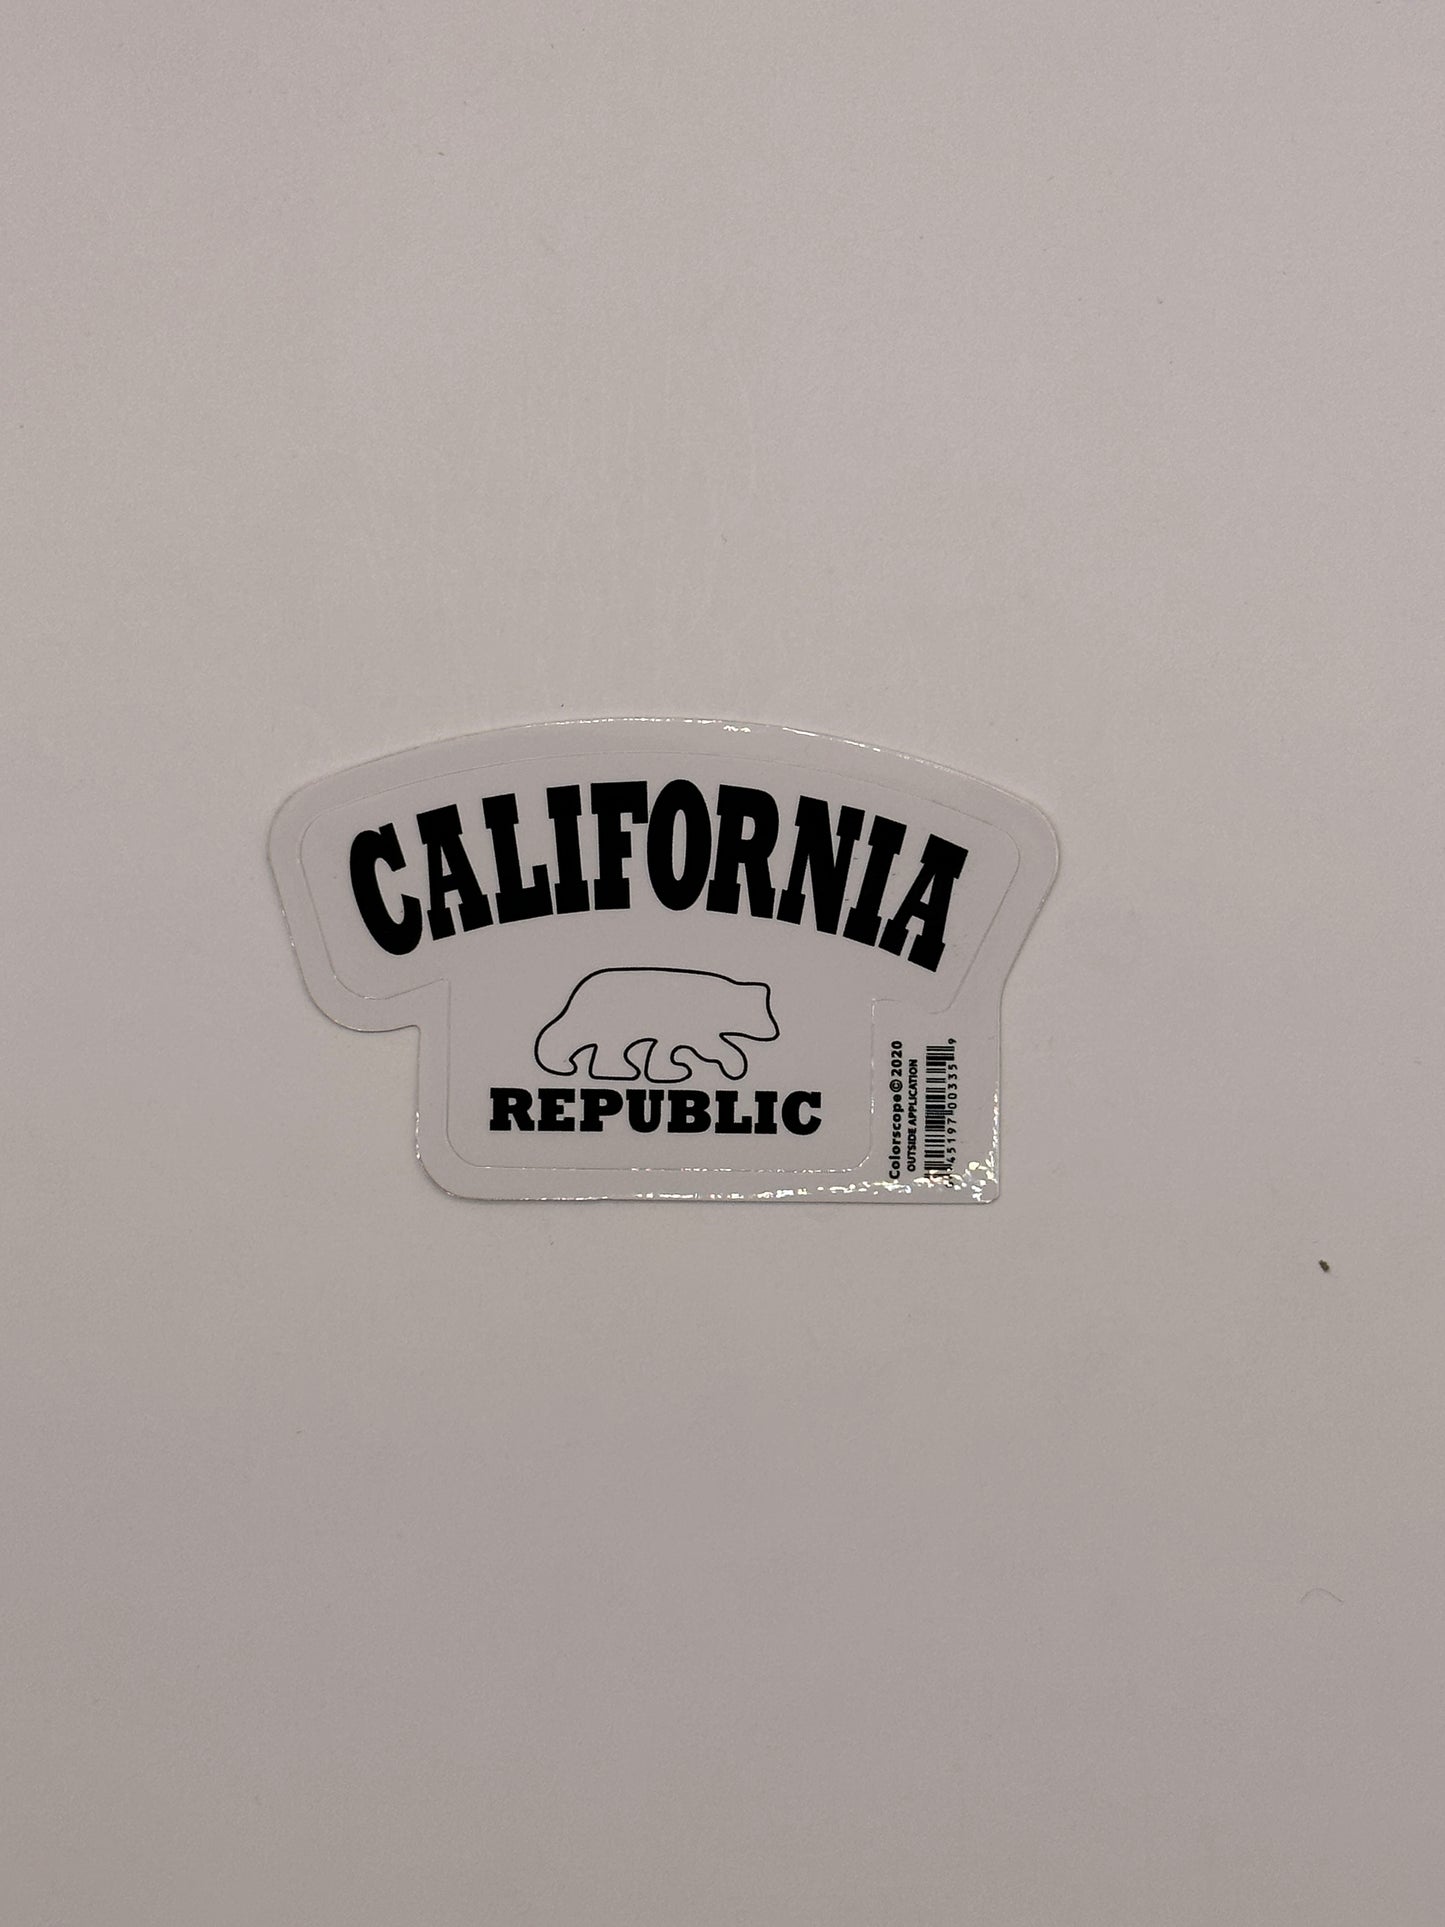 CALIFORNIA
REPUBLIC
Colorscope©2020
OUTSIDE APPLICATION